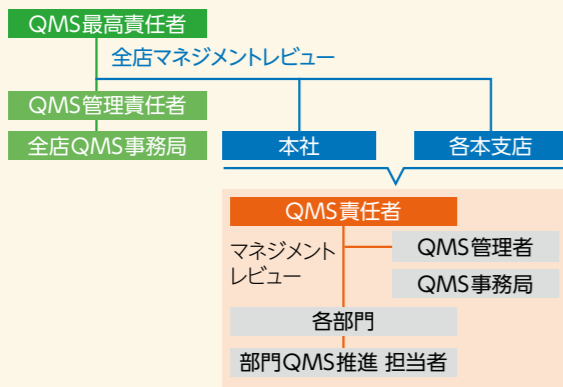 QMS最高責任者
全店マネジメントレビュー
QMS管理責任者
全店QMS事務局
本社
各本支店
QMS責任者
マネジメント
レビュー
QMS管理者
QMS事務局
各部門
部門QMS推進 担当者